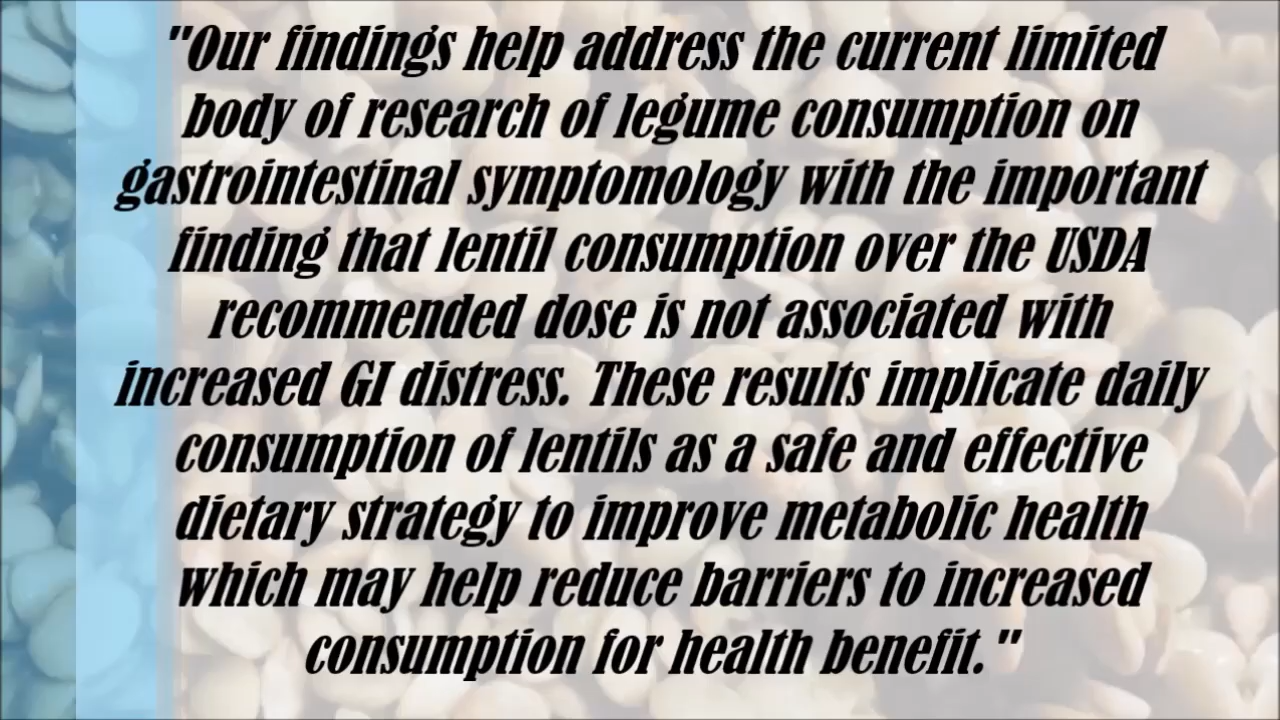 "Our findings help address the current limited
body of research of legume consumption on
gastrointestinal symptomology with the important
finding that lentil consumption over the USDA
recommended dose is not associated with
increased GI distress. These results implicate daily
consumption of lentils as a safe and effective
dietary strategy to improve metabolic health
which may help reduce barriers to increased
consumption for health benefit."